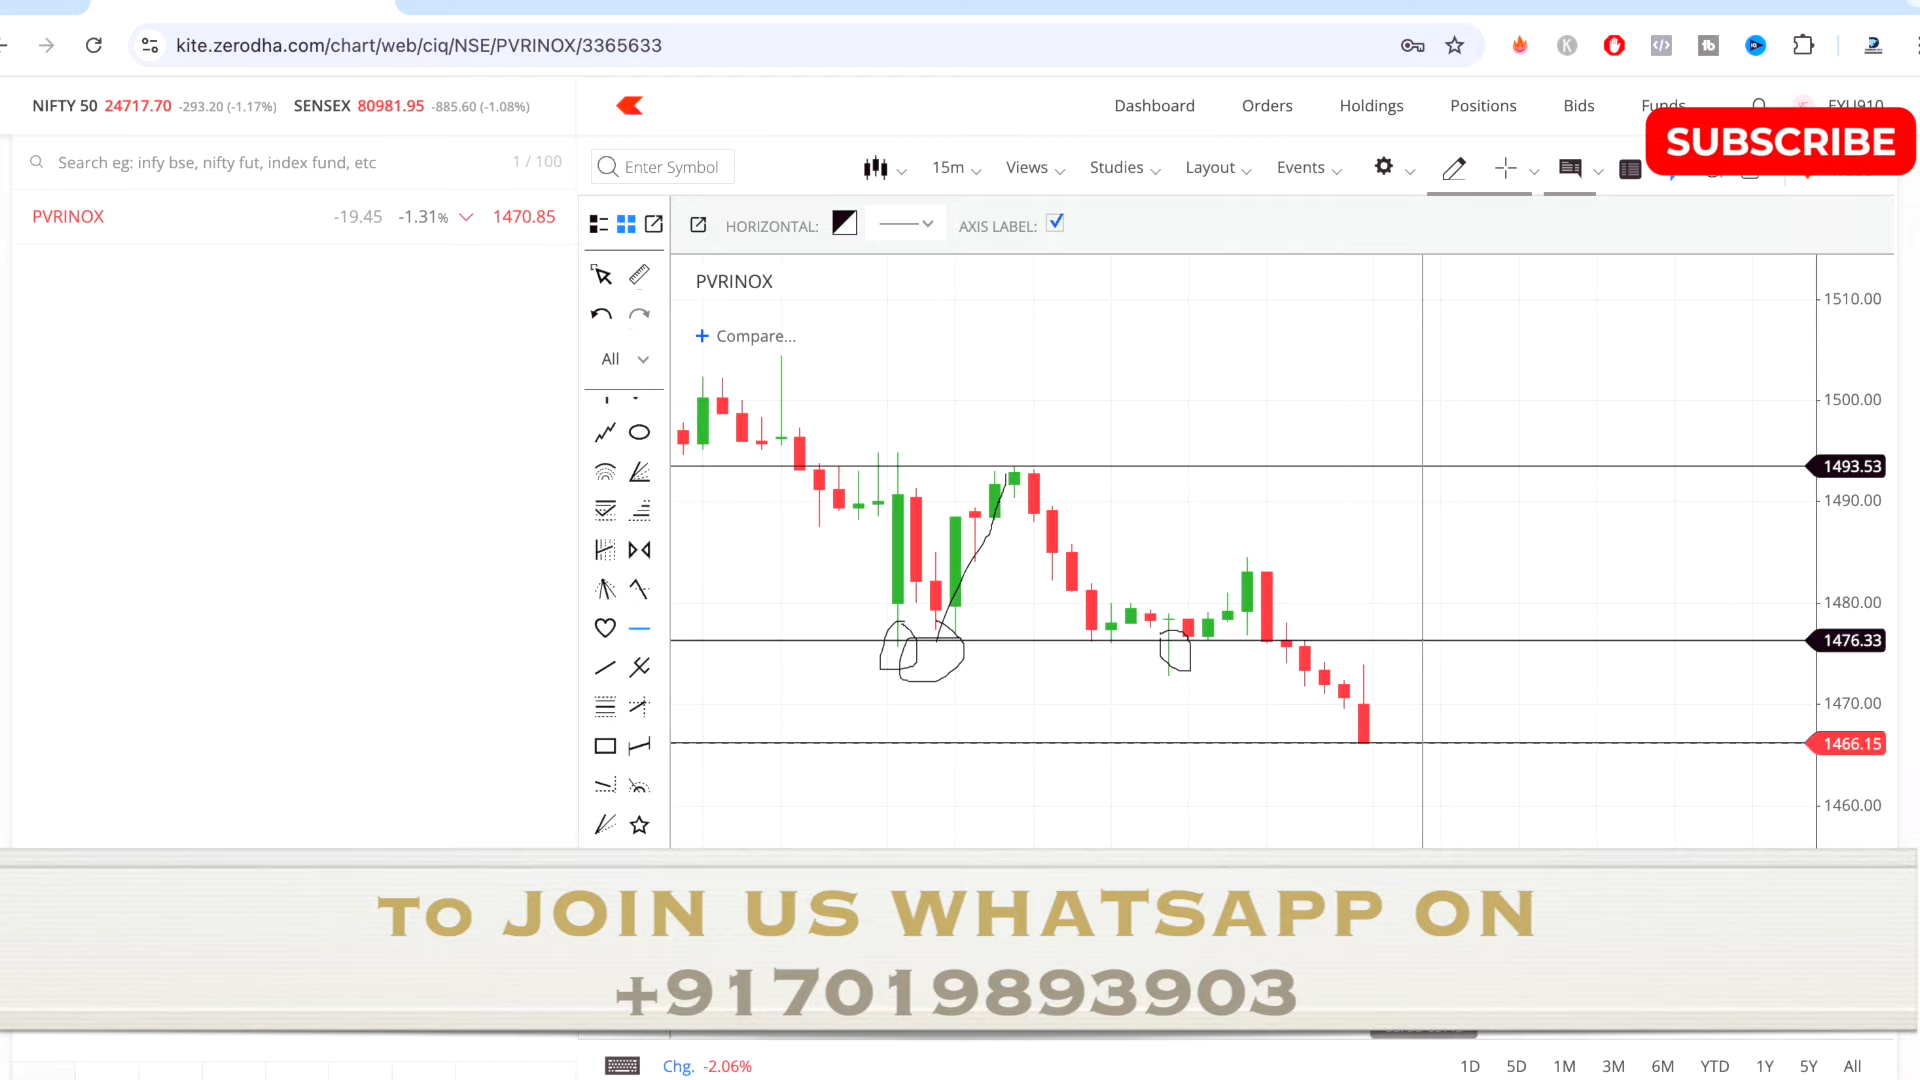 kite.zerodha.com/chart/web/ciq/NSE/PVRINOX/3365633
NIFTY 50 24717.70 -293.20 (-1.17%) SENSEX 80981.95 -885.60 (-1.08%)
Dashboard Orders Holdings Positions Bids Funds
SUBSCRIBE
Search eg: infy bse, nifty fut, index fund, etc 1 / 100
Enter Symbol 15m Views Studies Layout Events
PVRINOX -19.45 -1.31% 1470.85
HORIZONTAL: AXIS LABEL:
PVRINOX
Compare...
All
1510.00
1500.00
1493.53
1490.00
1480.00
1476.33
1470.00
1466.15
1460.00
To JOIN US WHATSAPP ON
+917019893903
Chg. -2.06% 1D 5D 1M 3M 6M YTD 1Y 5Y All